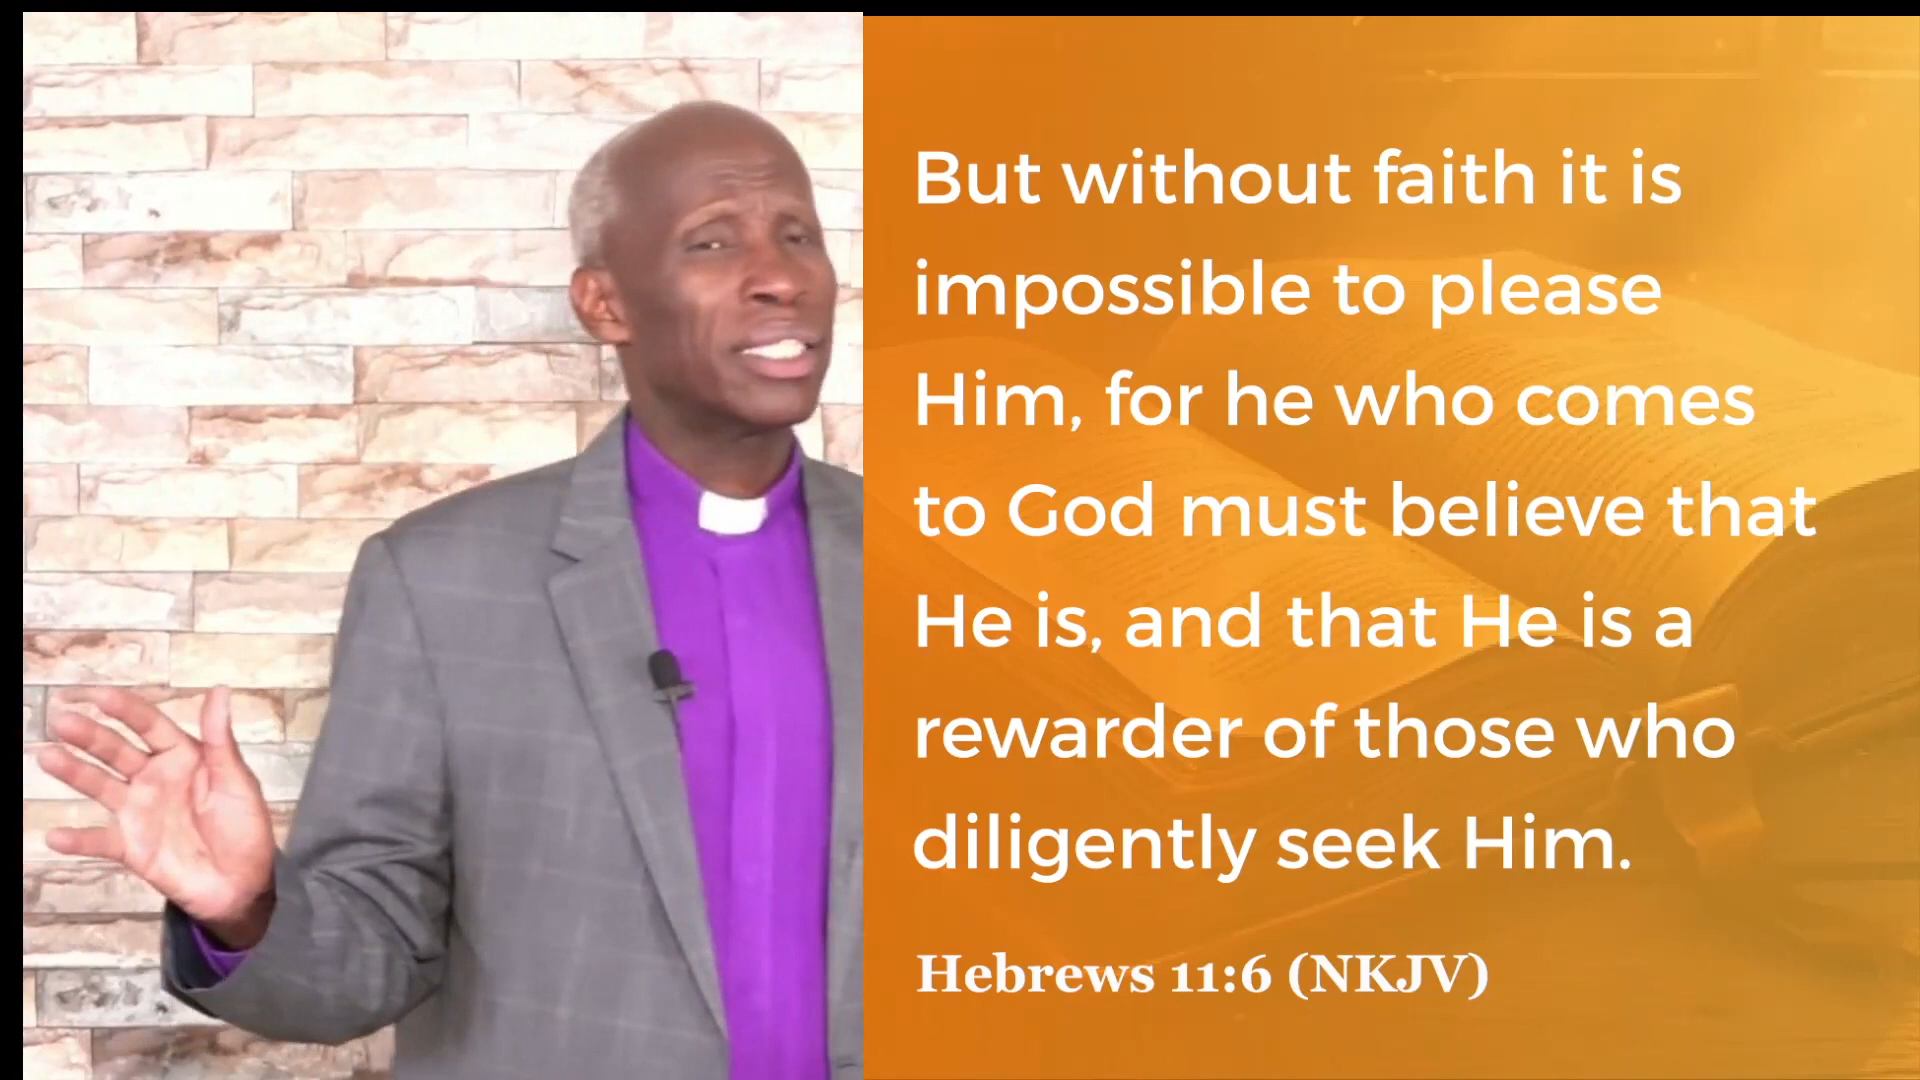 But without faith it is
impossible to please
Him, for he who comes
to God must believe that
He is, and that He is a
rewarder of those who
diligently seek Him.
Hebrews 11:6 (NKJV)